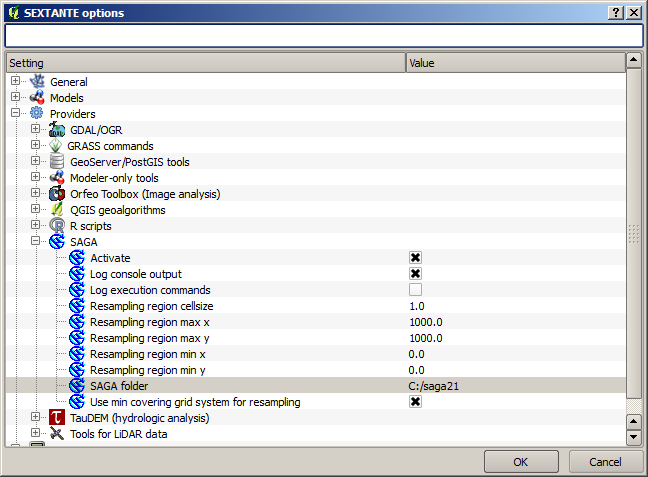 SEXTANTE options
Setting Value
General
Models
Providers
GDAL/OGR
GRASS commands
GeoServer/PostGIS tools
Modeler-only tools
Orfeo Toolbox (Image analysis)
QGIS geoalgorithms
R scripts
SAGA
Activate
Log console output
Log execution commands
Resampling region cellsize 1.0
Resampling region max x 1000.0
Resampling region max y 1000.0
Resampling region min x 0.0
Resampling region min y 0.0
SAGA folder C:/saga21
Use min covering grid system for resampling
TauDEM (hydrologic analysis)
Tools for LiDAR data
OK Cancel